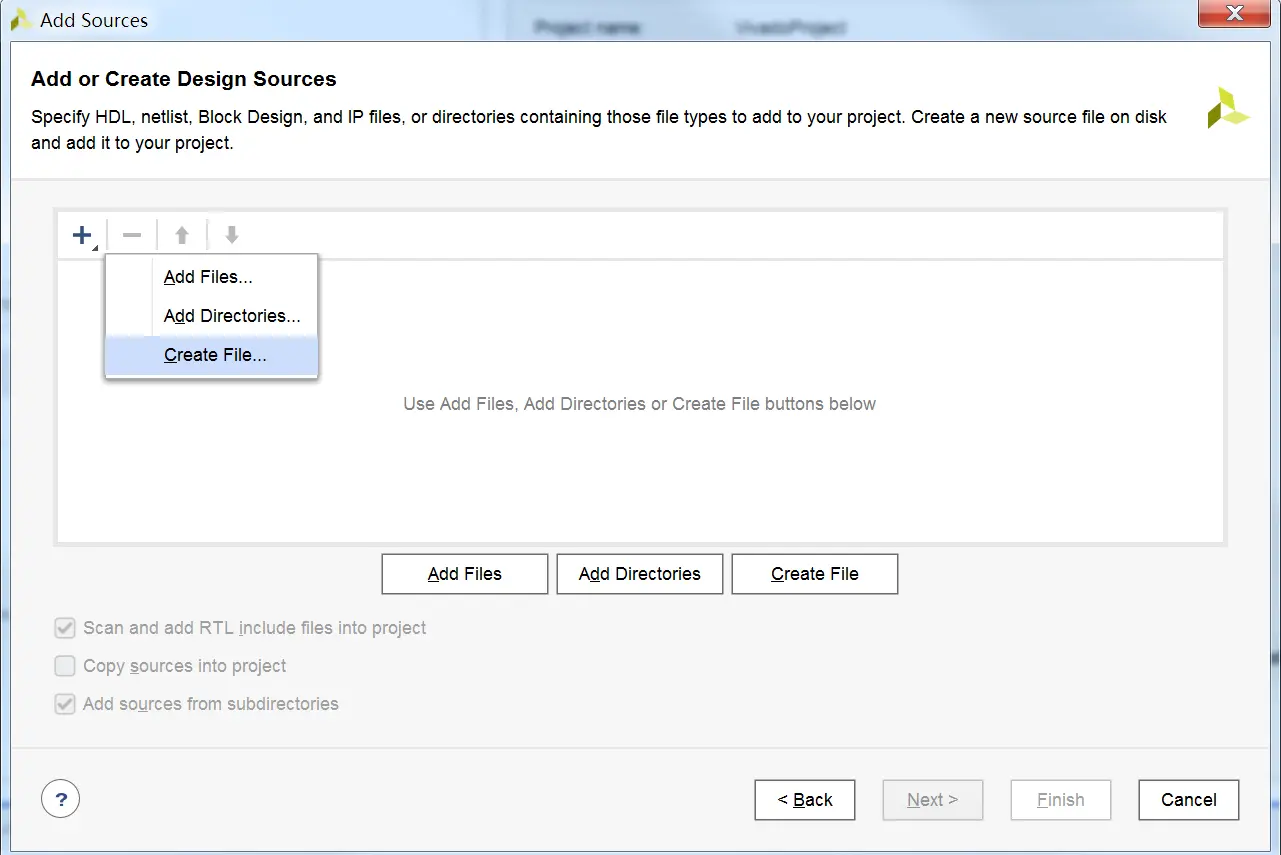 Add Sources
Project name
VivadoProject
Add or Create Design Sources
Specify HDL, netlist, Block Design, and IP files, or directories containing those file types to add to your project. Create a new source file on disk
and add it to your project.
Add Files...
Add Directories...
Create File...
Use Add Files, Add Directories or Create File buttons below
Add Files
Add Directories
Create File
Scan and add RTL include files into project
Copy sources into project
Add sources from subdirectories
?
< Back
Next >
Finish
Cancel